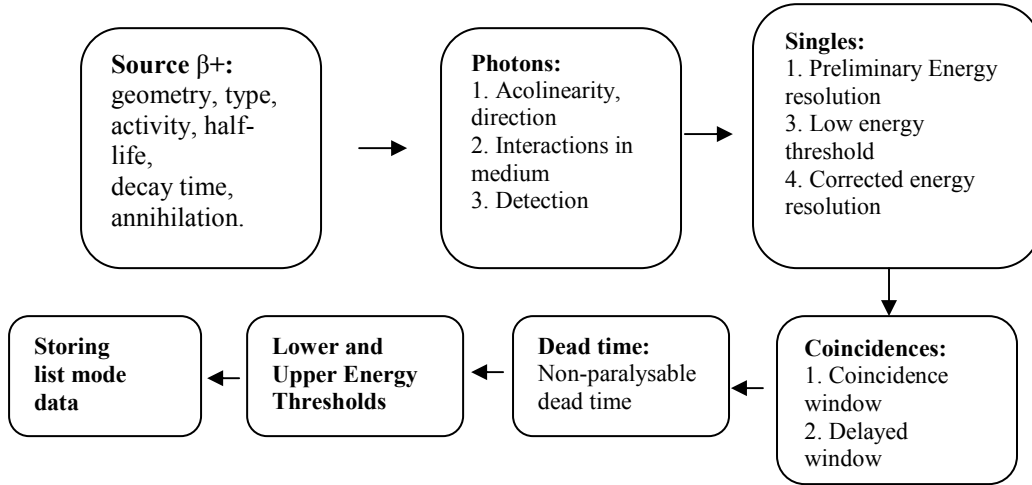 Source β+:
geometry, type,
activity, half-
life,
decay time,
annihilation.
Photons:
1. Acolinearity,
direction
2. Interactions in
medium
3. Detection
Singles:
1. Preliminary Energy
resolution
3. Low energy
threshold
4. Corrected energy
resolution
Coincidences:
1. Coincidence
window
2. Delayed
window
Dead time:
Non-paralysable
dead time
Lower and
Upper Energy
Thresholds
Storing
list mode
data